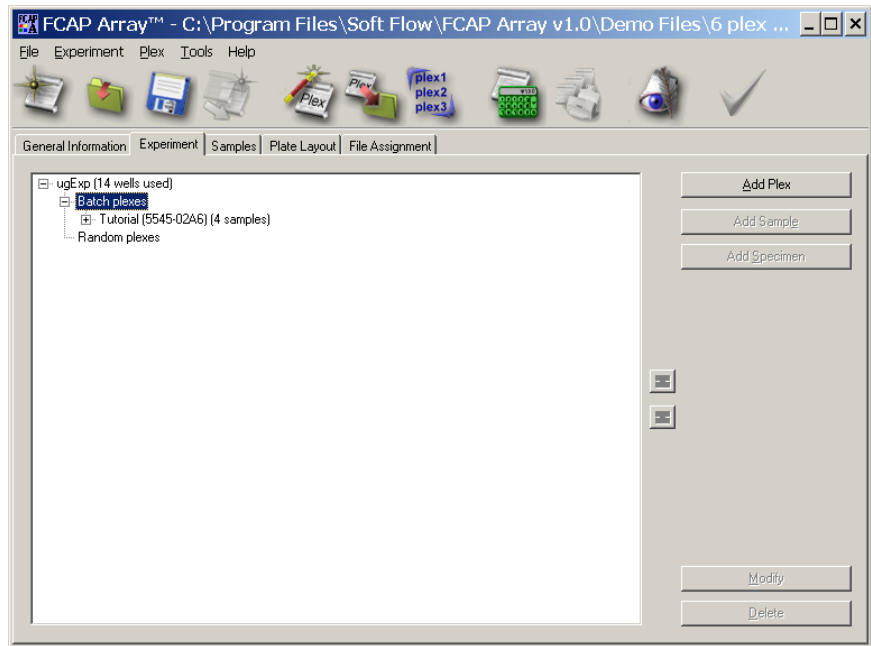 FCAP Array™ - C:\Program Files\Soft Flow\FCAP Array v1.0\Demo Files\6 plex ...
File Experiment Plex Tools Help
Plex
Plex
plex1
plex2
plex3
General Information Experiment Samples Plate Layout File Assignment
ugExp (14 wells used)
Batch plexes
Tutorial (5545-02A6) (4 samples)
Random plexes
Add Plex
Add Sample
Add Specimen
Modify
Delete